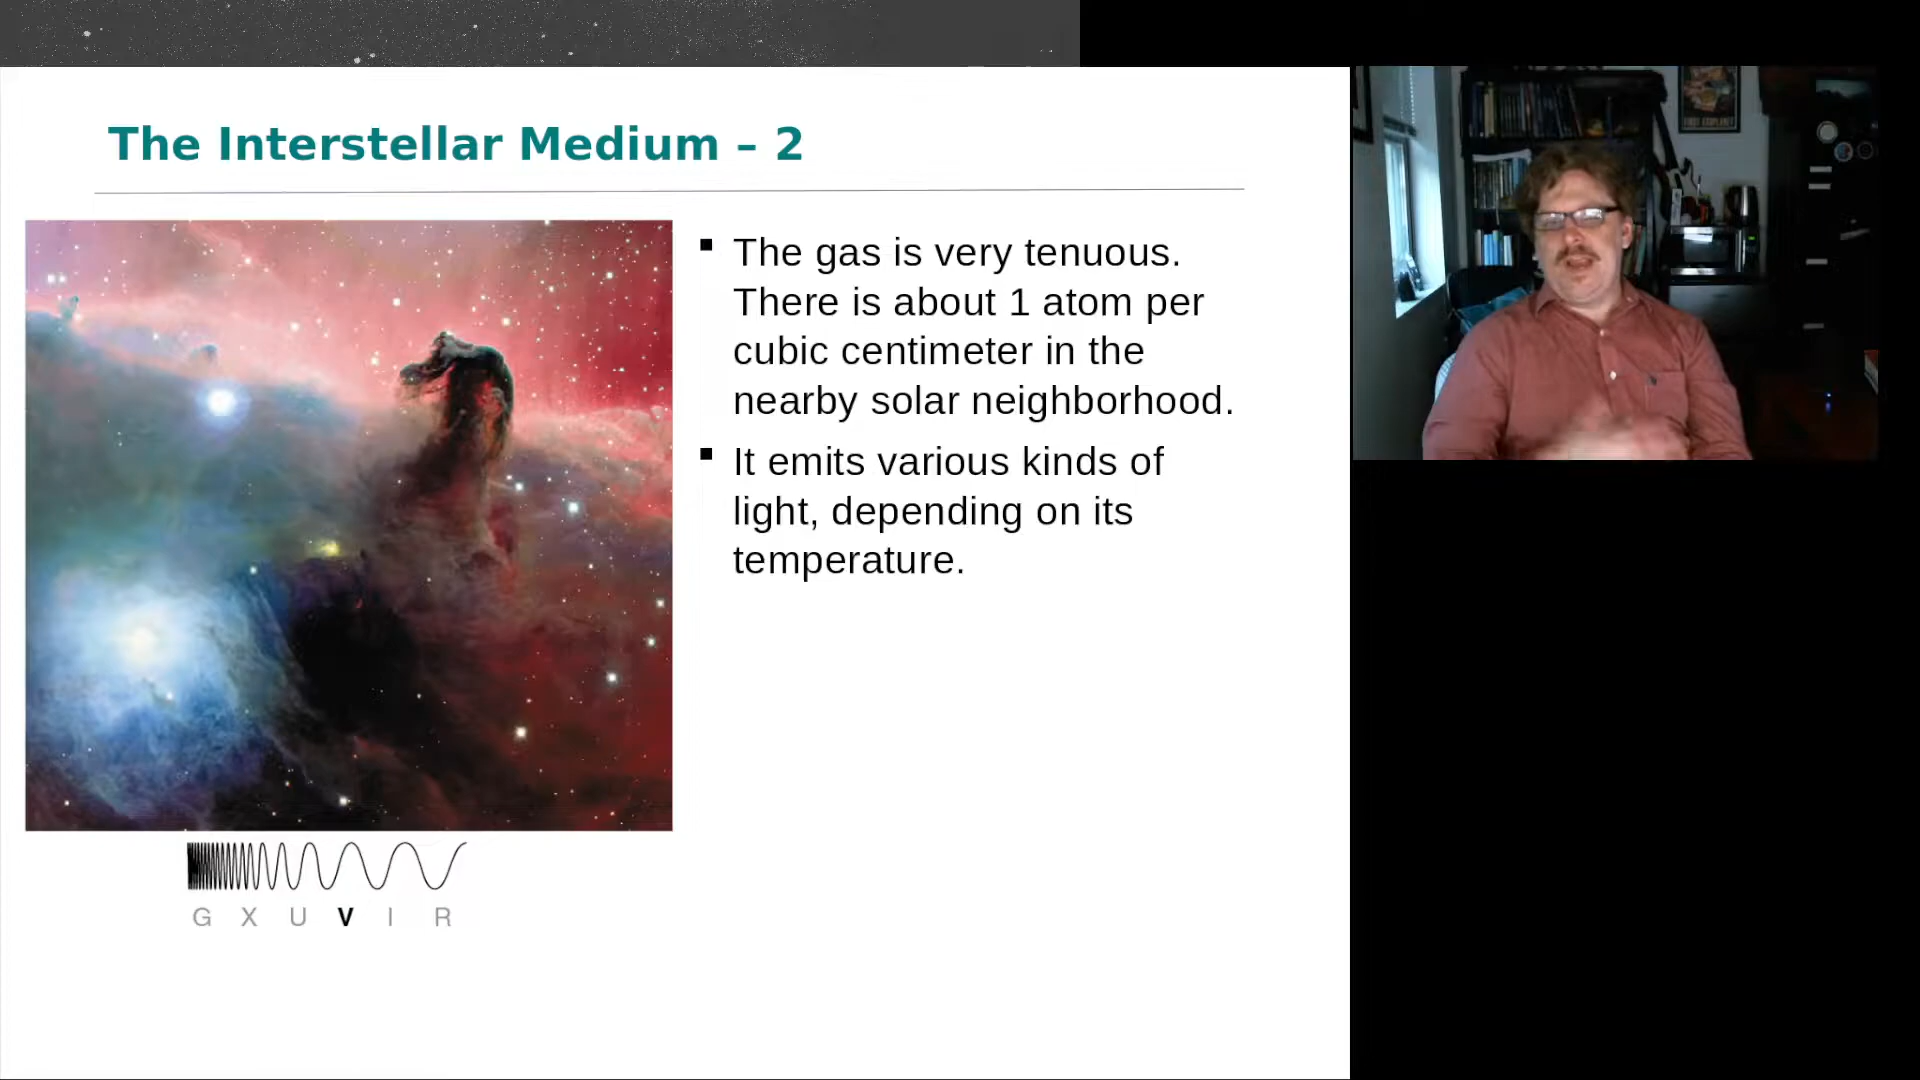 The Interstellar Medium – 2
The gas is very tenuous.
There is about 1 atom per
cubic centimeter in the
nearby solar neighborhood.
It emits various kinds of
light, depending on its
temperature.
G X U V I R